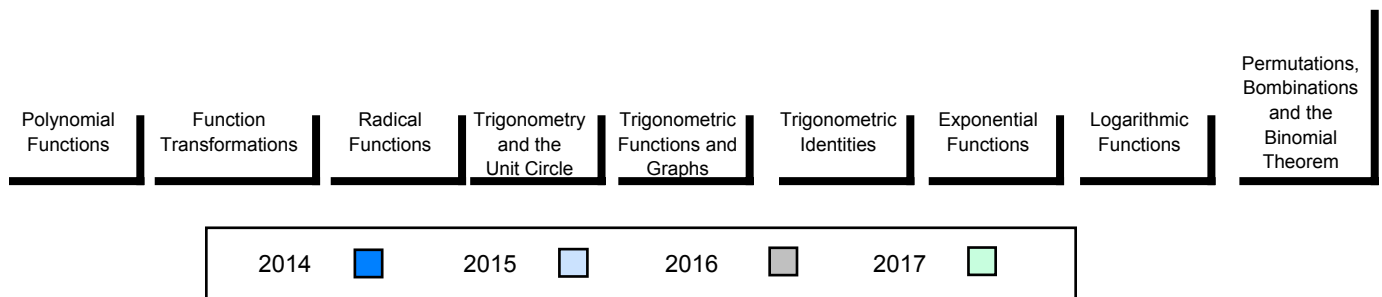 Polynomial
Functions
Function
Transformations
Radical
Functions
Trigonometry
and the
Unit Circle
Trigonometric
Functions and
Graphs
Trigonometric
Identities
Exponential
Functions
Logarithmic
Functions
Permutations,
Bombinations
and the
Binomial
Theorem
2014 2015 2016 2017